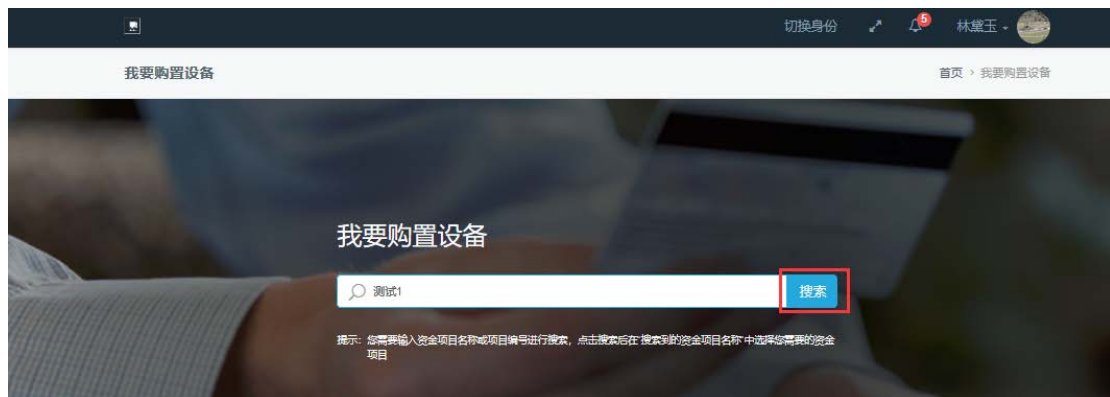 切换身份 5 林黛玉
我要购置设备 首页 > 我要购置设备
我要购置设备
测试1 搜索
提示：您需要输入资金项目名称或项目编号进行搜索，点击搜索后在"搜索到的资金项目名称"中选择您需要的资金
项目